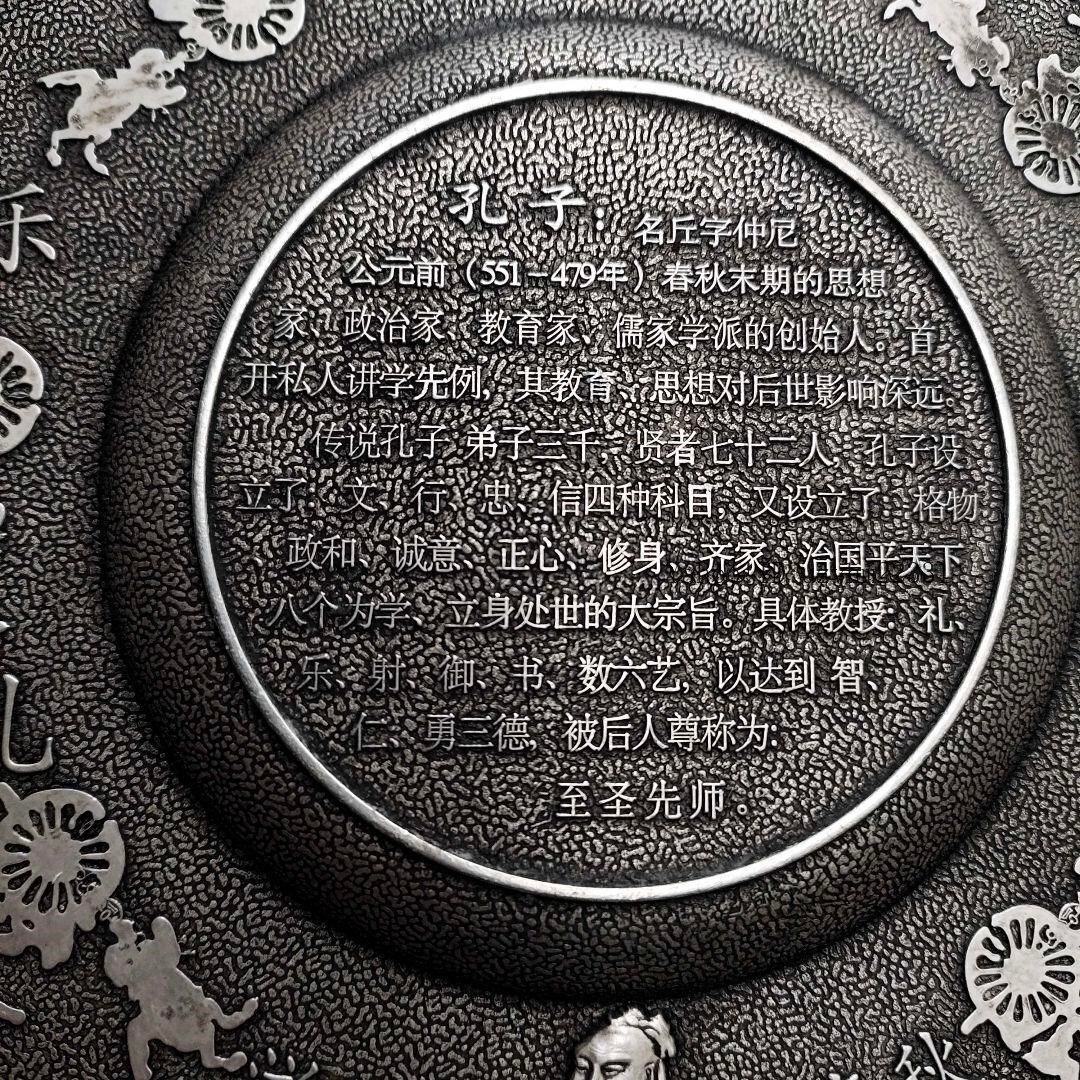 孔子：名丘字仲尼
公元前（551－479年）春秋末期的思想
家、政治家、教育家、儒家学派的创始人。首
开私人讲学先例，其教育、思想对后世影响深远、
传说孔子 弟子三千，贤者七十二人，孔子设
立了、文、行、忠、信四种科目，又设立了 格物
、政和、诚意、正心、修身、齐家、治国平天下
八个为学、立身处世的大宗旨。具体教授：礼、
乐、射、御、书、数六艺，以达到 智、
仁、勇三德，被后人尊称为:
至圣先师。
乐
礼